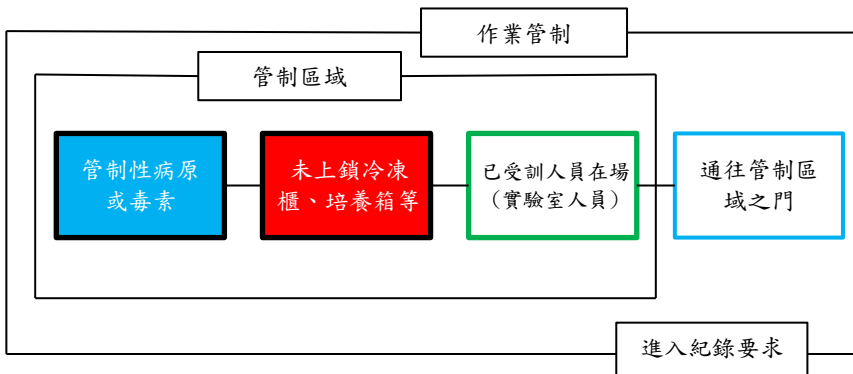 作業管制
管制區域
管制性病原
或毒素
未上鎖冷凍
櫃、培養箱等
已受訓人員在場
（實驗室人員）
通往管制區
域之門
進入紀錄要求